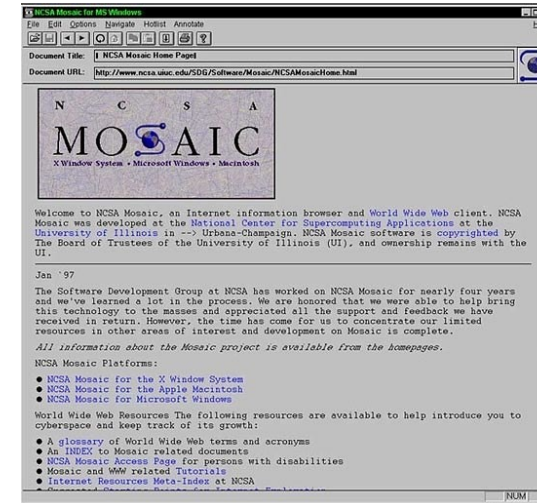 NCSA Mosaic for MS Windows
File Edit Options Navigate Hotlist Annotate
Document Title: NCSA Mosaic Home Page
Document URL: http://www.ncsa.uiuc.edu/SDG/Software/Mosaic/NCSAMosaicHome.html
N C S A
MOSAIC
X Window System • Microsoft Windows • Macintosh
Welcome to NCSA Mosaic, an Internet information browser and World Wide Web client. NCSA
Mosaic was developed at the National Center for Supercomputing Applications at the
University of Illinois in --> Urbana-Champaign. NCSA Mosaic software is copyrighted by
The Board of Trustees of the University of Illinois (UI), and ownership remains with the
UI.
Jan '97
The Software Development Group at NCSA has worked on NCSA Mosaic for nearly four years
and we've learned a lot in the process. We are honored that we were able to help bring
this technology to the masses and appreciated all the support and feedback we have
received in return. However, the time has come for us to concentrate our limited
resources in other areas of interest and development on Mosaic is complete.
All information about the Mosaic project is available from the homepages.
NCSA Mosaic Platforms:
● NCSA Mosaic for the X Window System
● NCSA Mosaic for the Apple Macintosh
● NCSA Mosaic for Microsoft Windows
World Wide Web Resources The following resources are available to help introduce you to
cyberspace and keep track of its growth:
● A glossary of World Wide Web terms and acronyms
● An INDEX to Mosaic related documents
● NCSA Mosaic Access Page for persons with disabilities
● Mosaic and WWW related Tutorials
● Internet Resources Meta-Index at NCSA
NUM